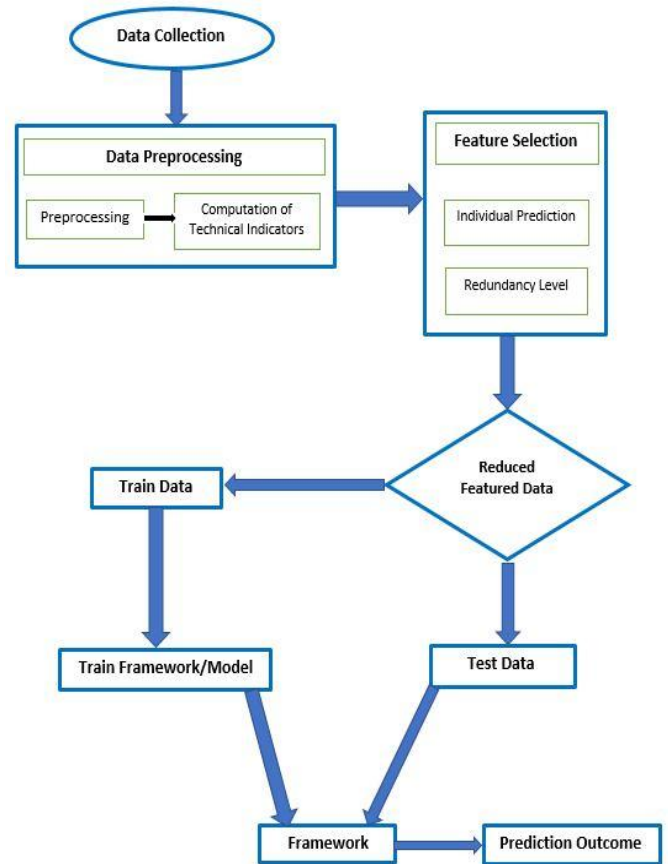 Data Collection
Data Preprocessing
Preprocessing
Computation of
Technical Indicators
Feature Selection
Individual Prediction
Redundancy Level
Reduced
Featured Data
Train Data
Train Framework/Model
Test Data
Framework
Prediction Outcome